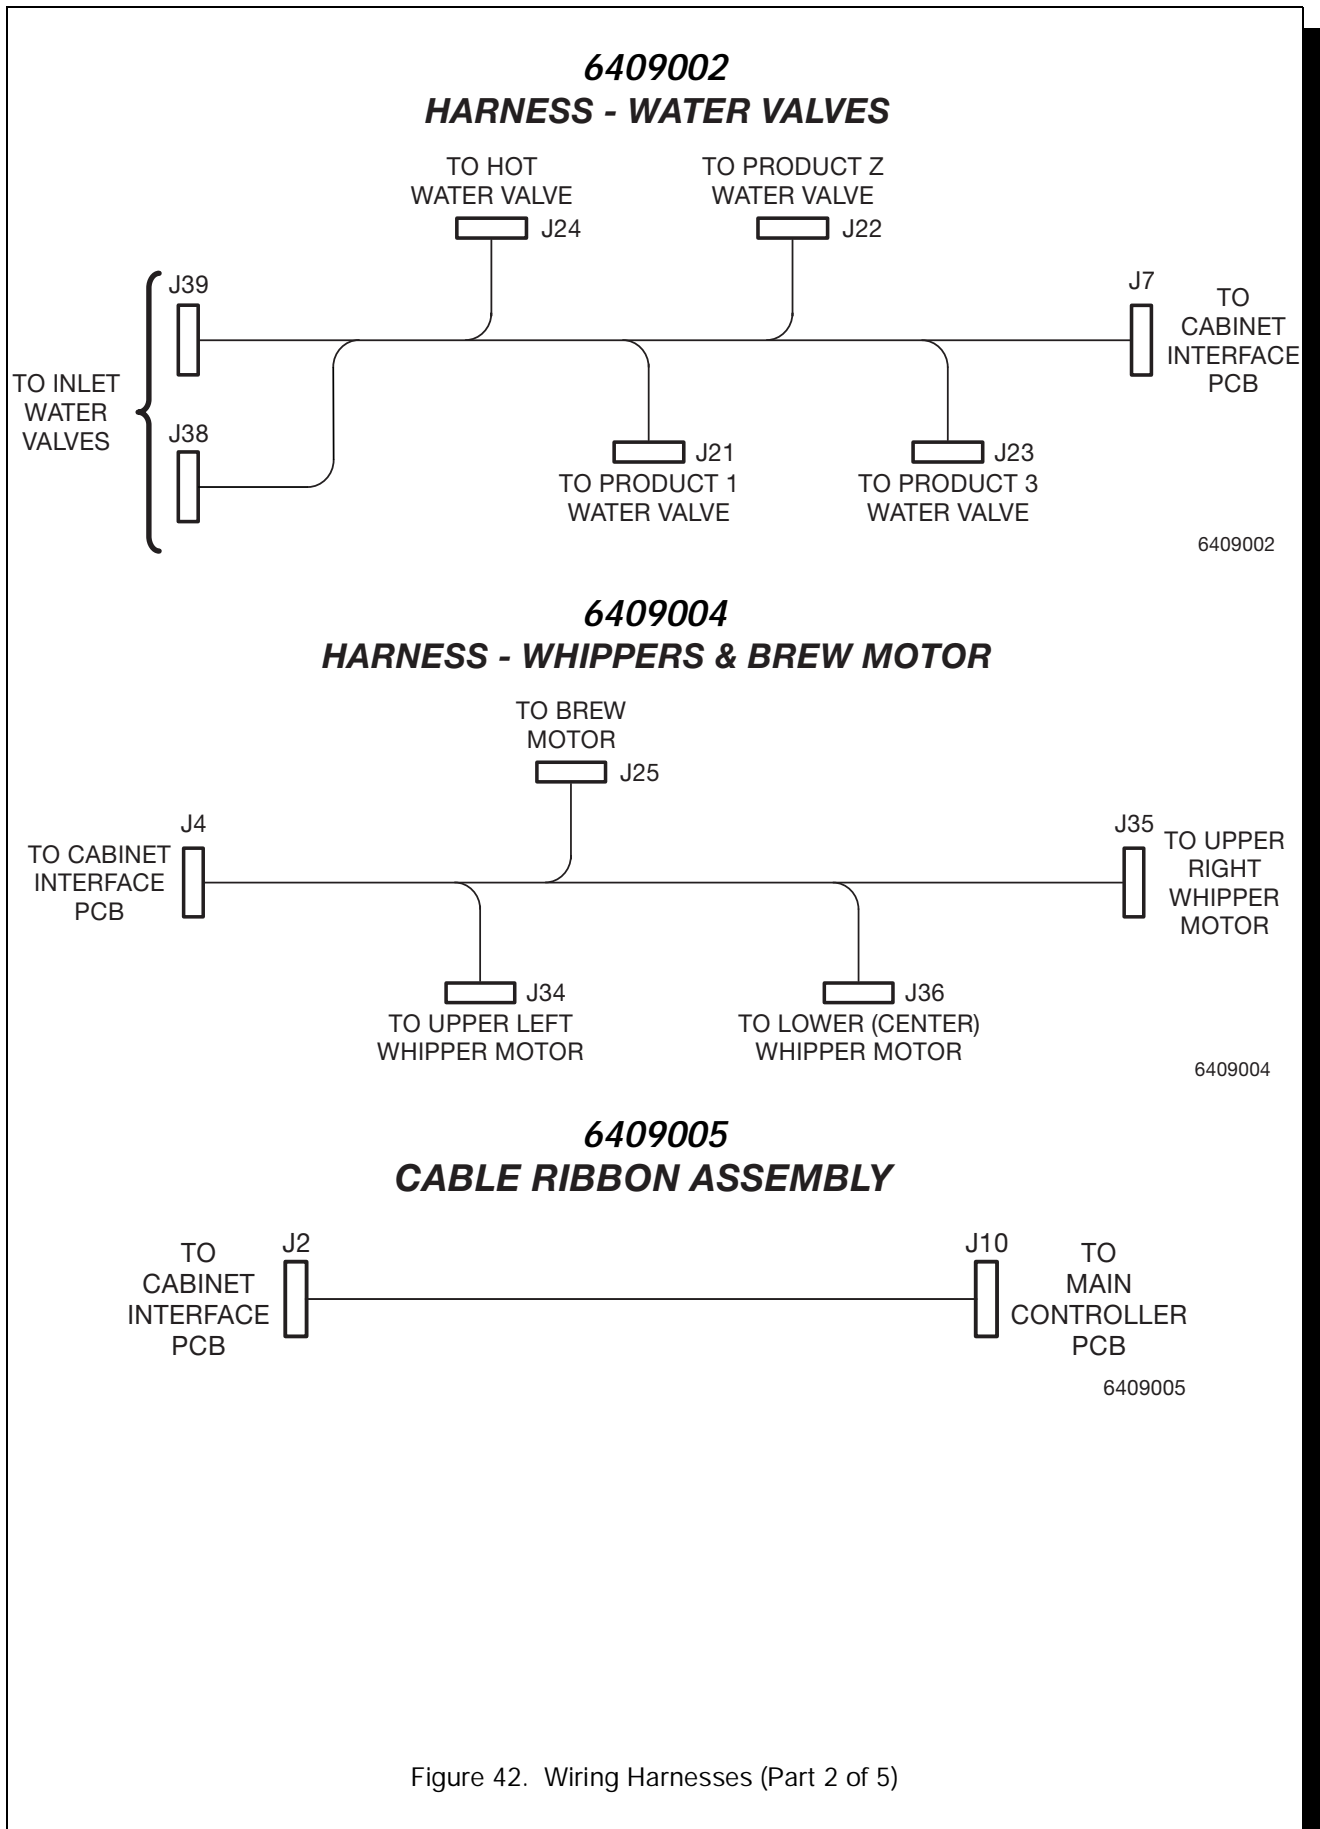 6409002
HARNESS - WATER VALVES
TO HOT
WATER VALVE
J24
TO PRODUCT Z
WATER VALVE
J22
J39
J38
TO INLET
WATER
VALVES
J7
TO
CABINET
INTERFACE
PCB
J21
TO PRODUCT 1
WATER VALVE
J23
TO PRODUCT 3
WATER VALVE
6409002
6409004
HARNESS - WHIPPERS & BREW MOTOR
TO BREW
MOTOR
J25
J4
TO CABINET
INTERFACE
PCB
J35
TO UPPER
RIGHT
WHIPPER
MOTOR
J34
TO UPPER LEFT
WHIPPER MOTOR
J36
TO LOWER (CENTER)
WHIPPER MOTOR
6409004
6409005
CABLE RIBBON ASSEMBLY
TO
CABINET
INTERFACE
PCB
J2
J10
TO
MAIN
CONTROLLER
PCB
6409005
Figure 42. Wiring Harnesses (Part 2 of 5)